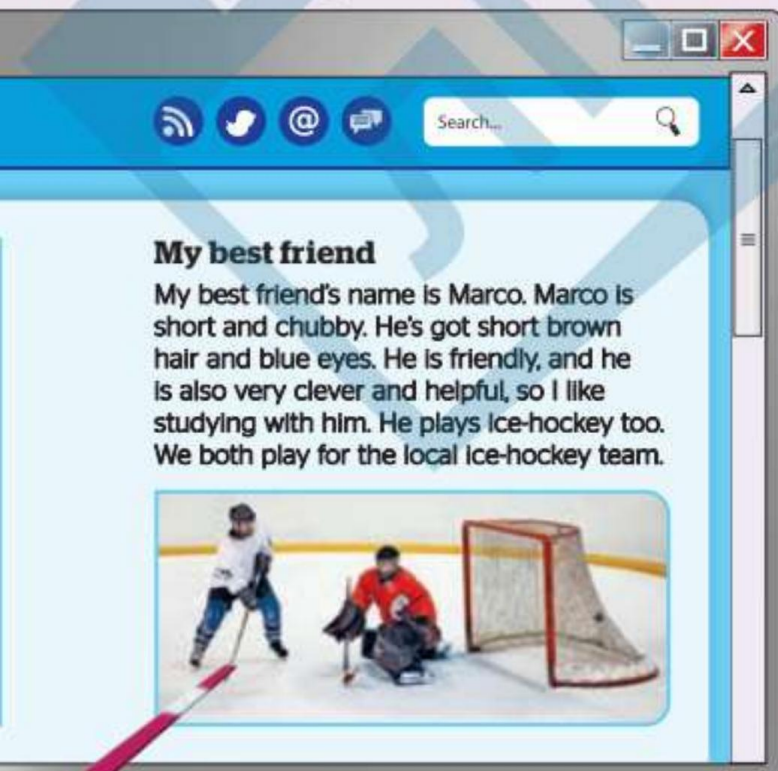 Search...
My best friend
My best friend's name is Marco. Marco is
short and chubby. He's got short brown
hair and blue eyes. He is friendly, and he
is also very clever and helpful, so I like
studying with him. He plays ice-hockey too.
We both play for the local ice-hockey team.